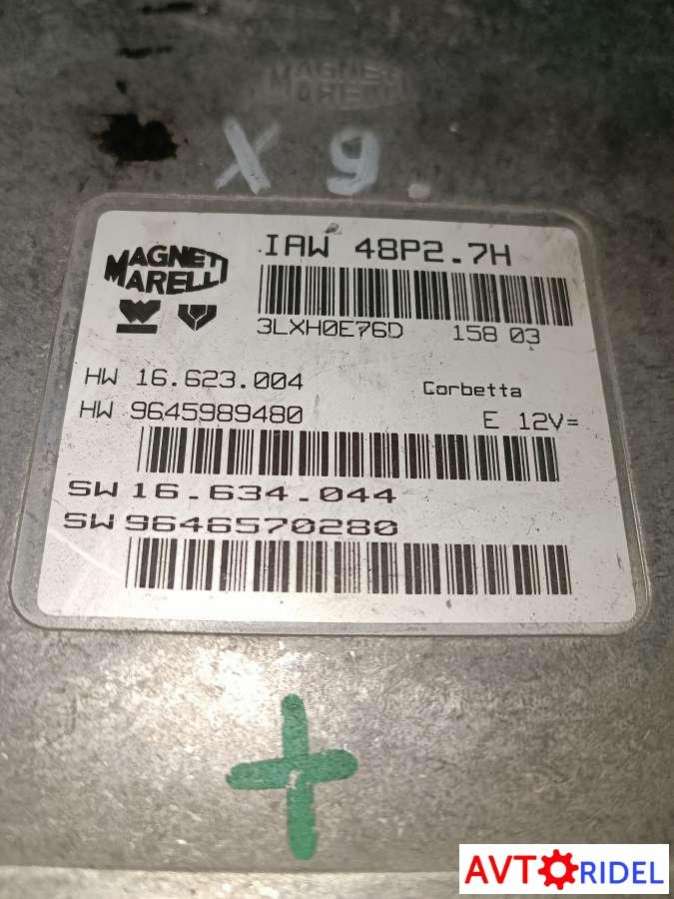 MAGNETI
MARELLI
X 9.
MAGNETI
MARELLI
IAW 48P2.7H
3LXH0E76D 158 03
HW 16.623.004 Corbetta
HW 9645989480 E 12V=
SW 16.634.044
SW 9646570280
AVTORIDEL